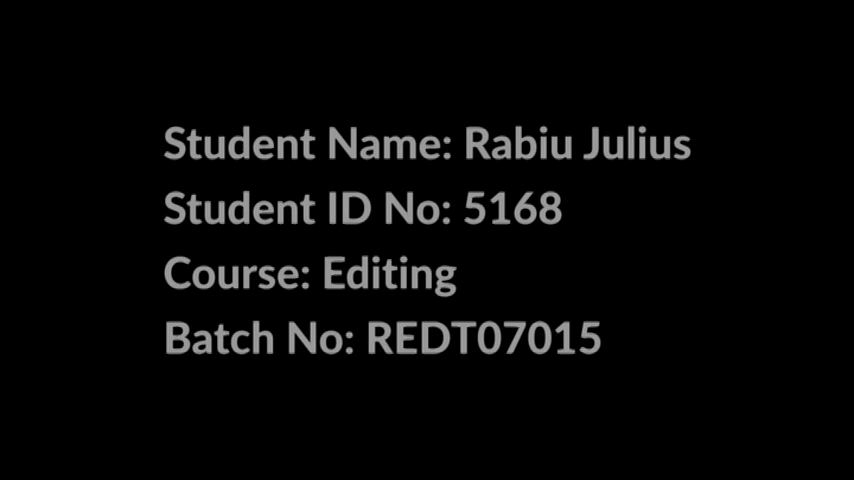 Student Name: Rabiu Julius
Student ID No: 5168
Course: Editing
Batch No: REDT07015